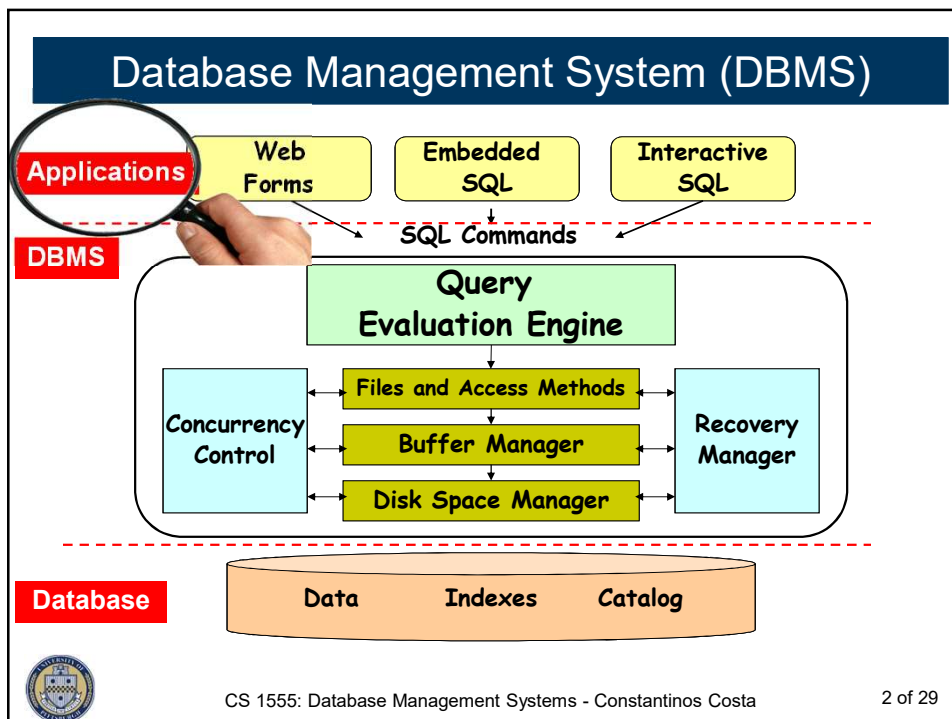 Database Management System (DBMS)
Applications
Web
Forms
Embedded
SQL
Interactive
SQL
SQL Commands
DBMS
Query
Evaluation Engine
Concurrency
Control
Files and Access Methods
Buffer Manager
Disk Space Manager
Recovery
Manager
Database
Data Indexes Catalog
CS 1555: Database Management Systems - Constantinos Costa
2 of 29